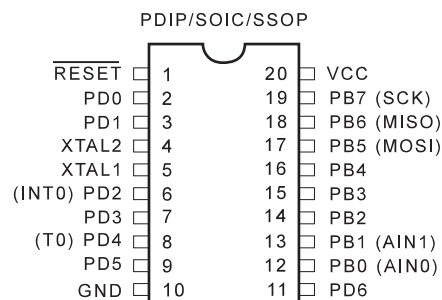 PDIP/SOIC/SSOP
RESET 1 20 VCC
PD0 2 19 PB7 (SCK)
PD1 3 18 PB6 (MISO)
XTAL2 4 17 PB5 (MOSI)
XTAL1 5 16 PB4
(INT0) PD2 6 15 PB3
PD3 7 14 PB2
(T0) PD4 8 13 PB1 (AIN1)
PD5 9 12 PB0 (AIN0)
GND 10 11 PD6